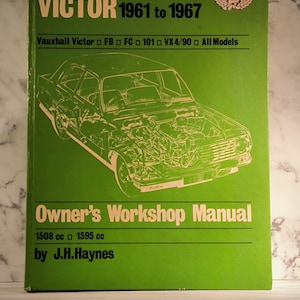 VICTOR 1961 to 1967
Vauxhall Victor □ FB □ FC □ 101 □ VX4/90 □ All Models
Owner's Workshop Manual
1508 cc □ 1595 cc
by J.H.Haynes